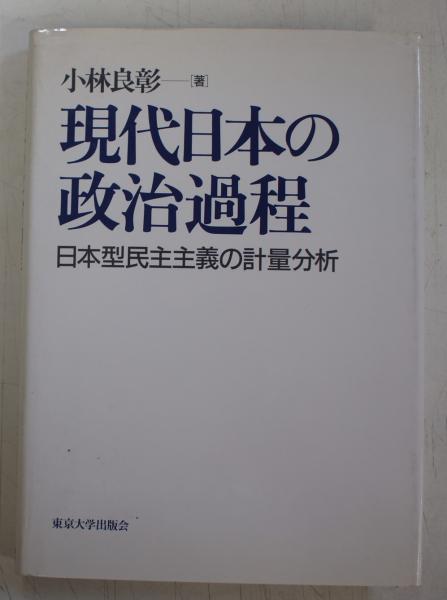 小林良彰──[著]
現代日本の
政治過程
日本型民主主義の計量分析
東京大学出版会